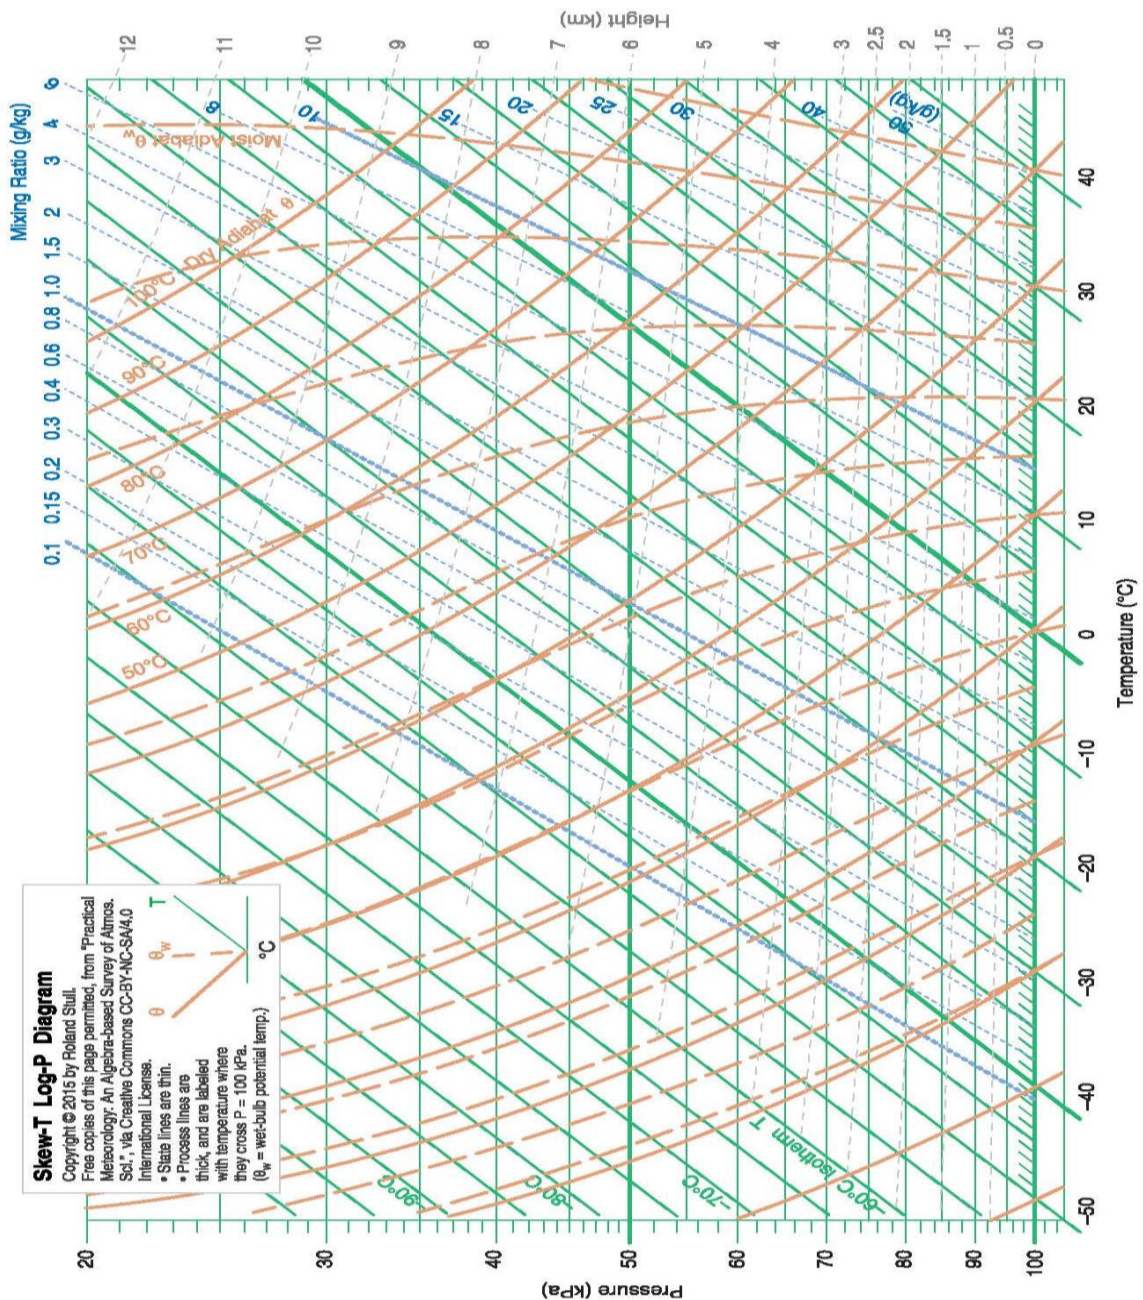 Skew-T Log-P Diagram
Copyright © 2015 by Roland Stull.
Free copies of this page permitted, from "Practical
Meteorology: An Algebra-based Survey of Atmos.
Sci.", via Creative Commons CC-BY-NC-SA/4.0
International License.
• State lines are thin.
• Process lines are
thick, and are labeled
with temperature where
they cross P = 100 kPa.
(θw = wet-bulb potential temp.)
θ θw T
°C
Mixing Ratio (g/kg)
0.1 0.15 0.2 0.3 0.4 0.6 0.8 1.0 1.5 2 3 4 6
8
10
15
20
25
30
40
50
(g/kg)
Moist Adiabat θw
100°C -Dry Adiabat θ
90°C
80°C
70°C
60°C
50°C
-90°C
-80°C
-70°C
-60°C Isotherm T
Pressure (kPa)
20
30
40
50
60
70
80
90
100
Height (km)
12
11
10
9
8
7
6
5
4
3
2.5
2
1.5
1
0.5
0
-50 -40 -30 -20 -10 0 10 20 30 40
Temperature (°C)